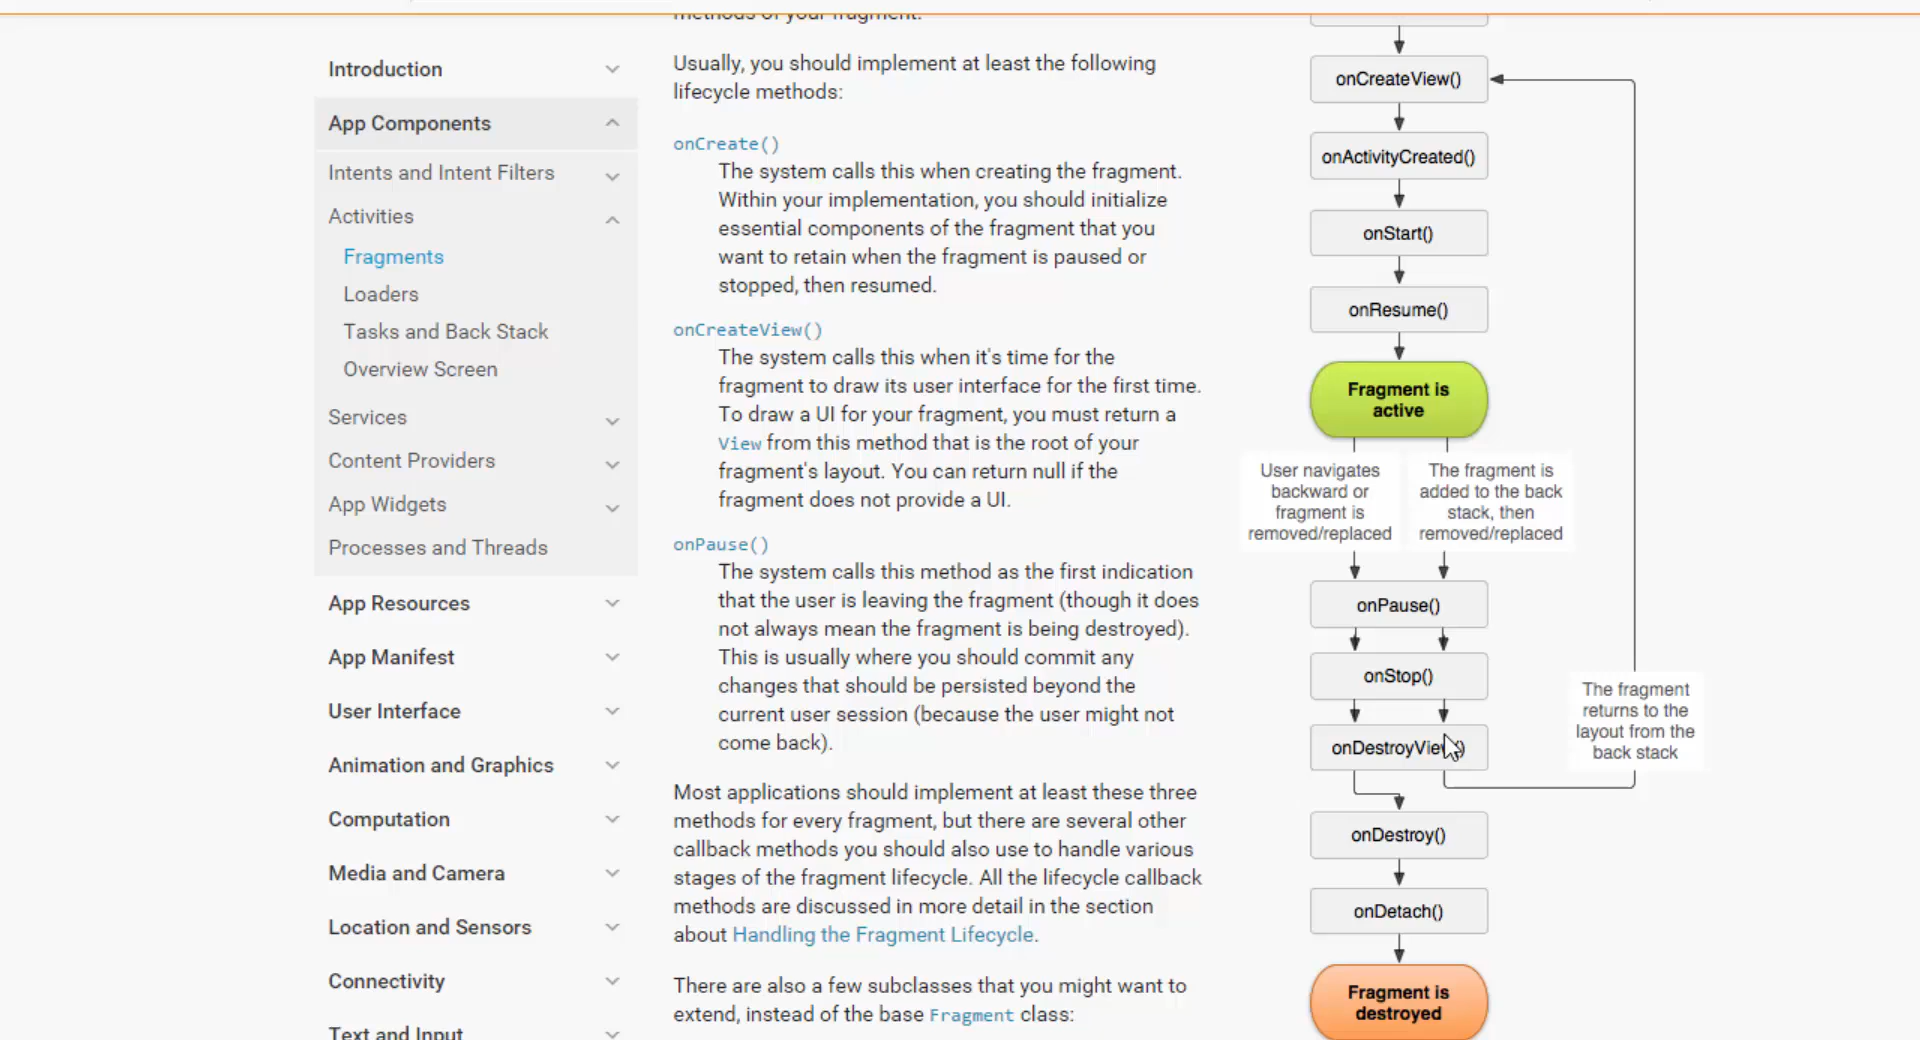 methods of your fragment.
Introduction
App Components
Intents and Intent Filters
Activities
Fragments
Loaders
Tasks and Back Stack
Overview Screen
Services
Content Providers
App Widgets
Processes and Threads
App Resources
App Manifest
User Interface
Animation and Graphics
Computation
Media and Camera
Location and Sensors
Connectivity
Text and Input
Usually, you should implement at least the following
lifecycle methods:
onCreate()
The system calls this when creating the fragment.
Within your implementation, you should initialize
essential components of the fragment that you
want to retain when the fragment is paused or
stopped, then resumed.
onCreateView()
The system calls this when it's time for the
fragment to draw its user interface for the first time.
To draw a UI for your fragment, you must return a
View from this method that is the root of your
fragment's layout. You can return null if the
fragment does not provide a UI.
onPause()
The system calls this method as the first indication
that the user is leaving the fragment (though it does
not always mean the fragment is being destroyed).
This is usually where you should commit any
changes that should be persisted beyond the
current user session (because the user might not
come back).
Most applications should implement at least these three
methods for every fragment, but there are several other
callback methods you should also use to handle various
stages of the fragment lifecycle. All the lifecycle callback
methods are discussed in more detail in the section
about Handling the Fragment Lifecycle.
There are also a few subclasses that you might want to
extend, instead of the base Fragment class:
onCreateView()
onActivityCreated()
onStart()
onResume()
Fragment is
active
User navigates
backward or
fragment is
removed/replaced
The fragment is
added to the back
stack, then
removed/replaced
onPause()
onStop()
onDestroyView()
The fragment
returns to the
layout from the
back stack
onDestroy()
onDetach()
Fragment is
destroyed